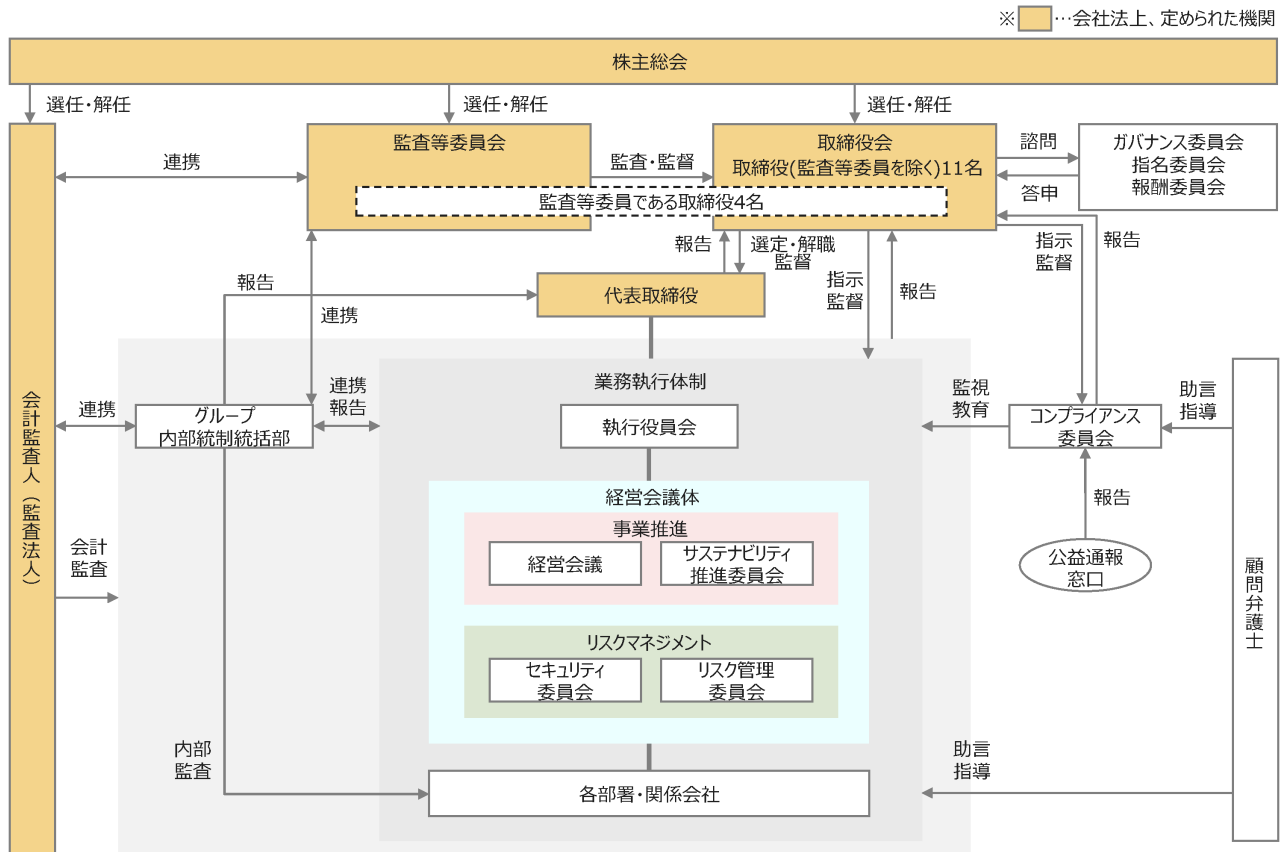 ※ …会社法上、定められた機関
株主総会
選任・解任
選任・解任
選任・解任
監査等委員会
取締役会
取締役(監査等委員を除く)11名
監査等委員である取締役4名
連携
監査・監督
諮問
答申
ガバナンス委員会
指名委員会
報酬委員会
報告
選定・解職
監督
指示
監督
報告
指示
監督
報告
報告
代表取締役
連携
会計監査人(監査法人)
連携
グループ
内部統制統括部
連携
報告
業務執行体制
執行役員会
監視
教育
コンプライアンス
委員会
助言
指導
経営会議体
事業推進
経営会議
サステナビリティ
推進委員会
報告
公益通報
窓口
会計
監査
顧問弁護士
リスクマネジメント
セキュリティ
委員会
リスク管理
委員会
内部
監査
助言
指導
各部署・関係会社